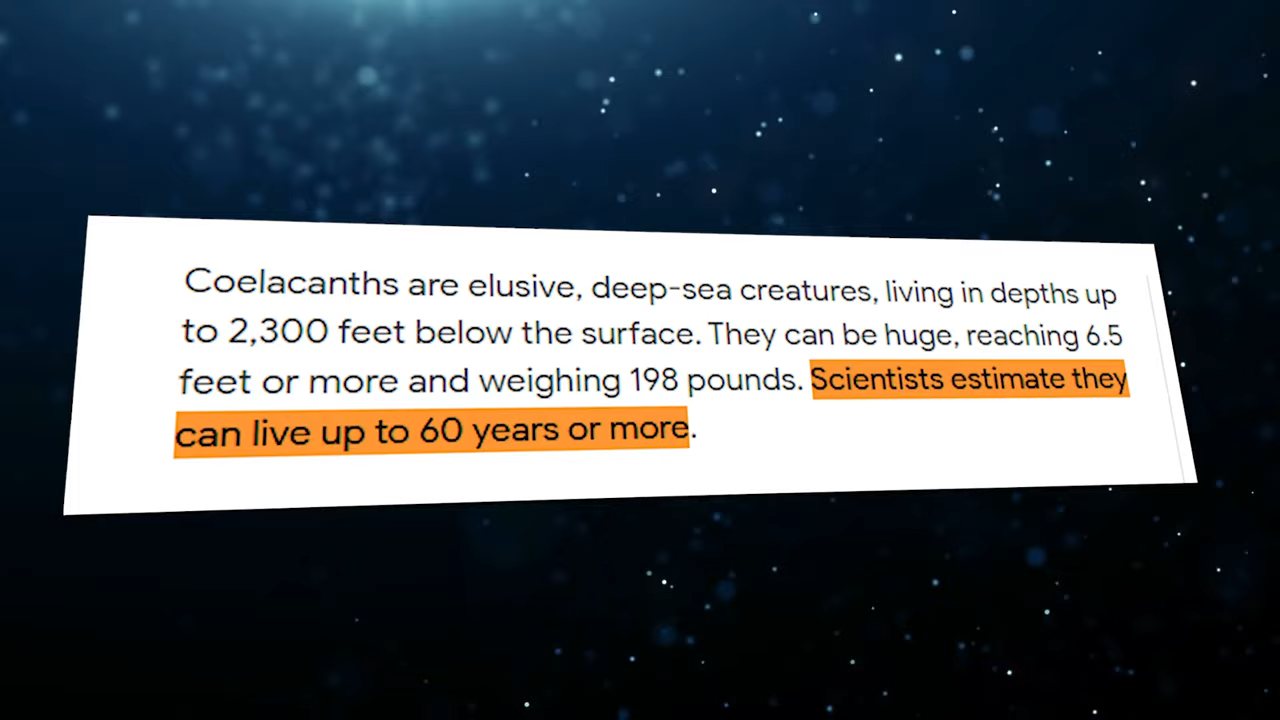 Coelacanths are elusive, deep-sea creatures, living in depths up
to 2,300 feet below the surface. They can be huge, reaching 6.5
feet or more and weighing 198 pounds. Scientists estimate they
can live up to 60 years or more.